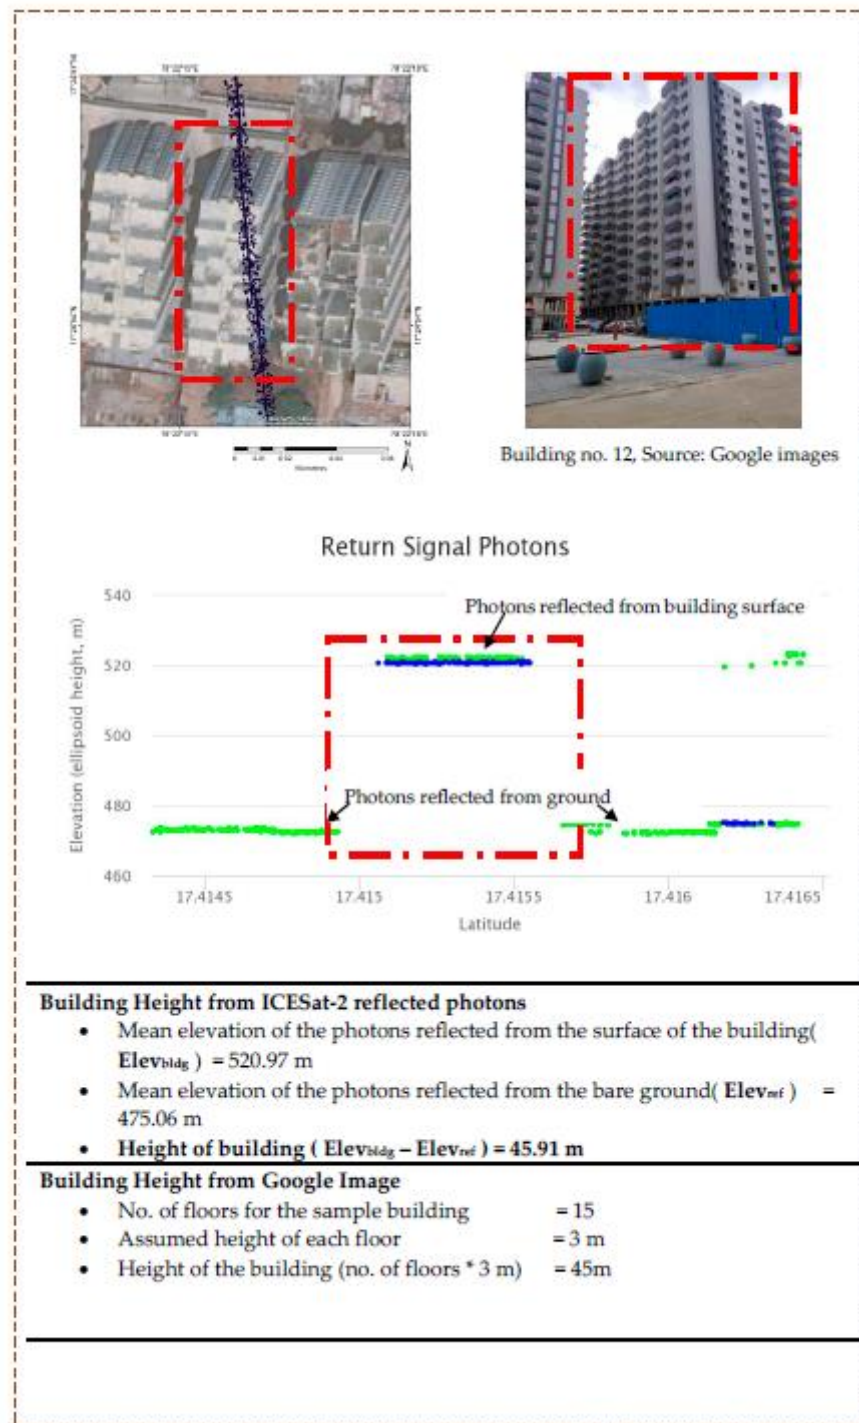 Building no. 12, Source: Google images
Return Signal Photons
Elevation (ellipsoid height, m)
540
520
500
480
460
Photons reflected from building surface
Photons reflected from ground
17.4145
17.415
17.4155
17.416
17.4165
Latitude
Building Height from ICESat-2 reflected photons
• Mean elevation of the photons reflected from the surface of the building(
Elevbldg ) = 520.97 m
• Mean elevation of the photons reflected from the bare ground( Elevref ) =
475.06 m
• Height of building ( Elevbldg – Elevref ) = 45.91 m
Building Height from Google Image
• No. of floors for the sample building = 15
• Assumed height of each floor = 3 m
• Height of the building (no. of floors * 3 m) = 45m